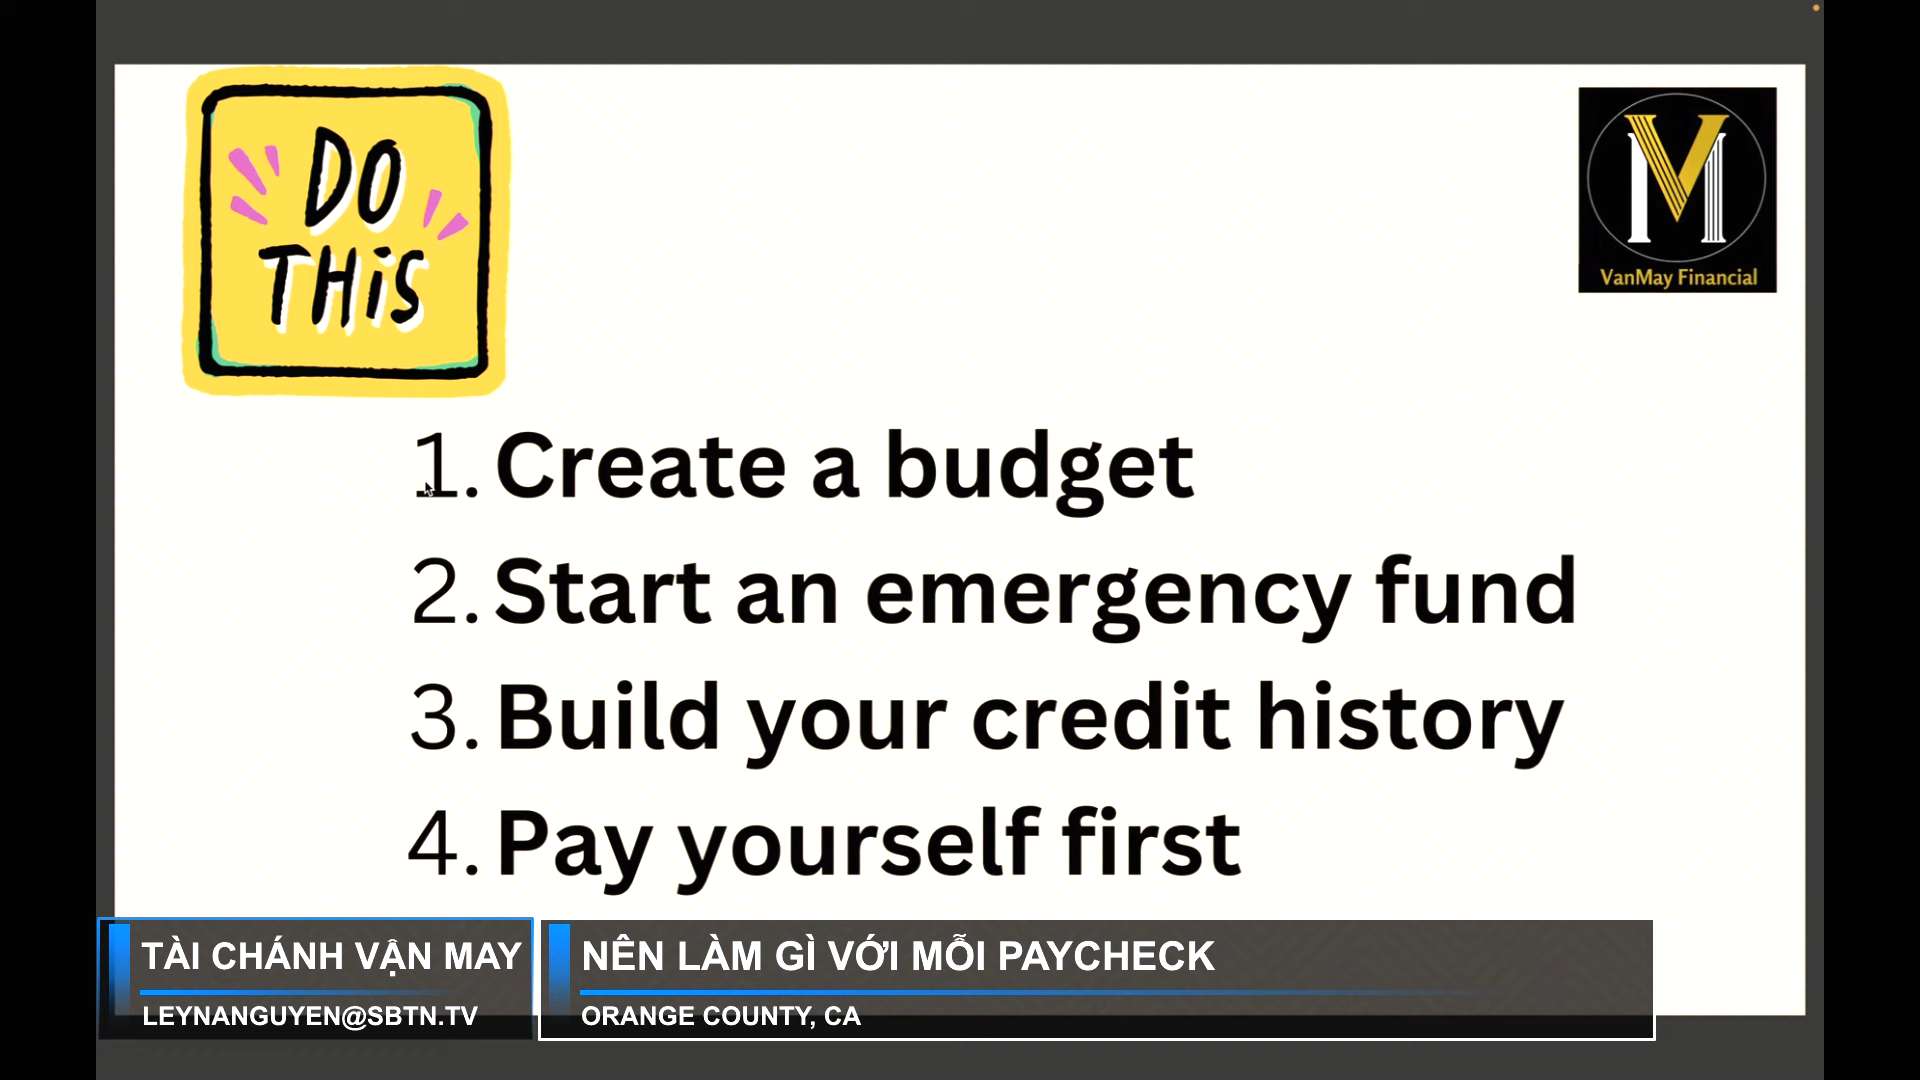 DO
THiS
VM
VanMay Financial
1. Create a budget
2. Start an emergency fund
3. Build your credit history
4. Pay yourself first
TÀI CHÁNH VẬN MAY
LEYNANGUYEN@SBTN.TV
NÊN LÀM GÌ VỚI MỖI PAYCHECK
ORANGE COUNTY, CA